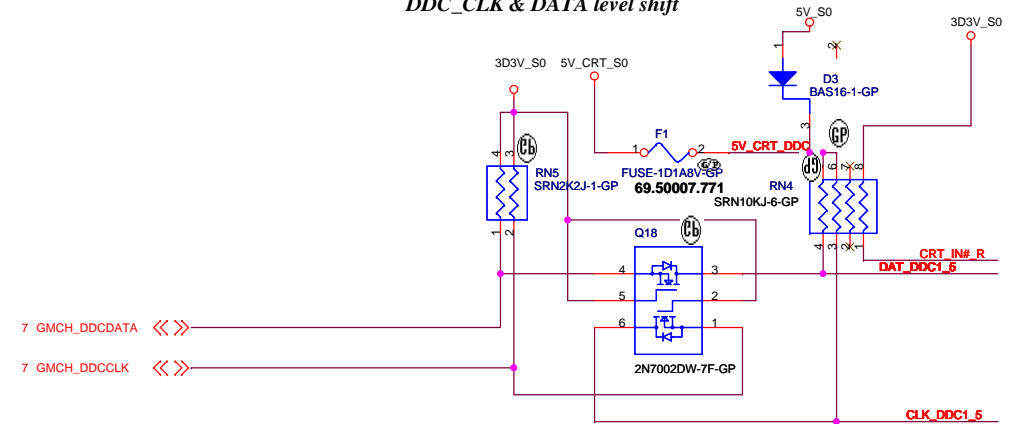 DDC_CLK & DATA level shift
5V_S0
3D3V_S0
3D3V_S0
5V_CRT_S0
1
2
D3
BAS16-1-GP
3
F1
1
2
5V_CRT_DDC
GP
FUSE-1D1A8V-GP
69.50007.771
4
3
RN5
SRN2K2J-1-GP
1
2
GP
6
7
8
RN4
SRN10KJ-6-GP
4
3
2
1
CRT_IN#_R
DAT_DDC1_5
Q18
4
3
5
2
6
1
2N7002DW-7F-GP
7 GMCH_DDCDATA
7 GMCH_DDCCLK
CLK_DDC1_5